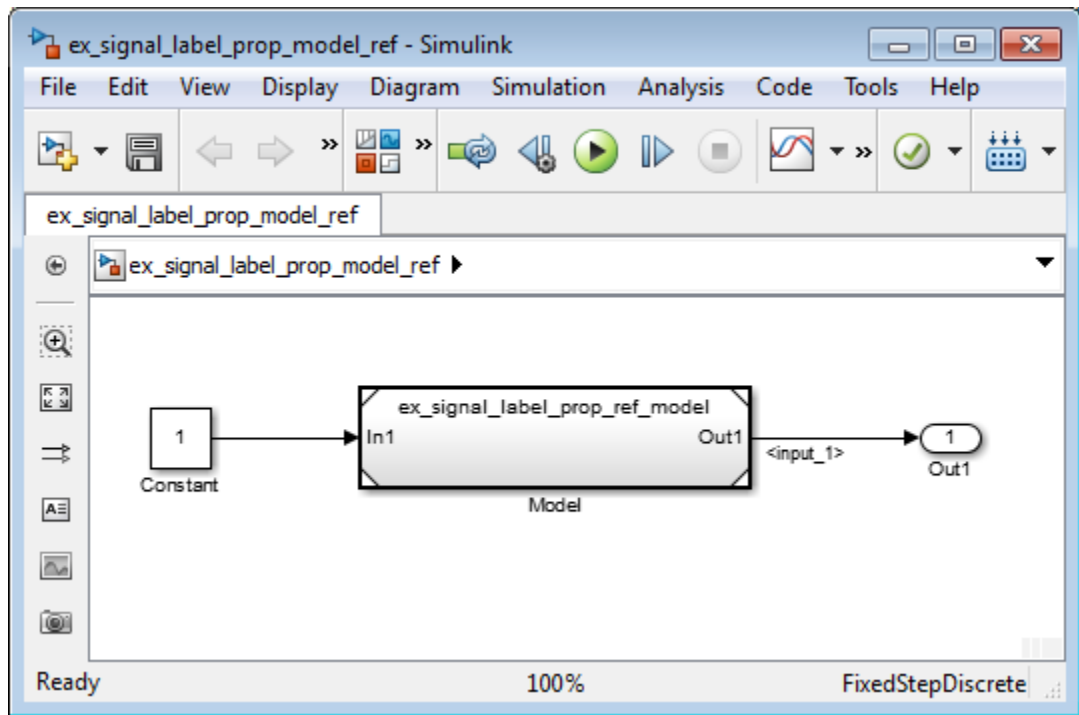 ex_signal_label_prop_model_ref - Simulink
File Edit View Display Diagram Simulation Analysis Code Tools Help
ex_signal_label_prop_model_ref
ex_signal_label_prop_model_ref
ex_signal_label_prop_ref_model
1
In1
Out1
<input_1>
1
Constant
Out1
Model
Ready 100% FixedStepDiscrete